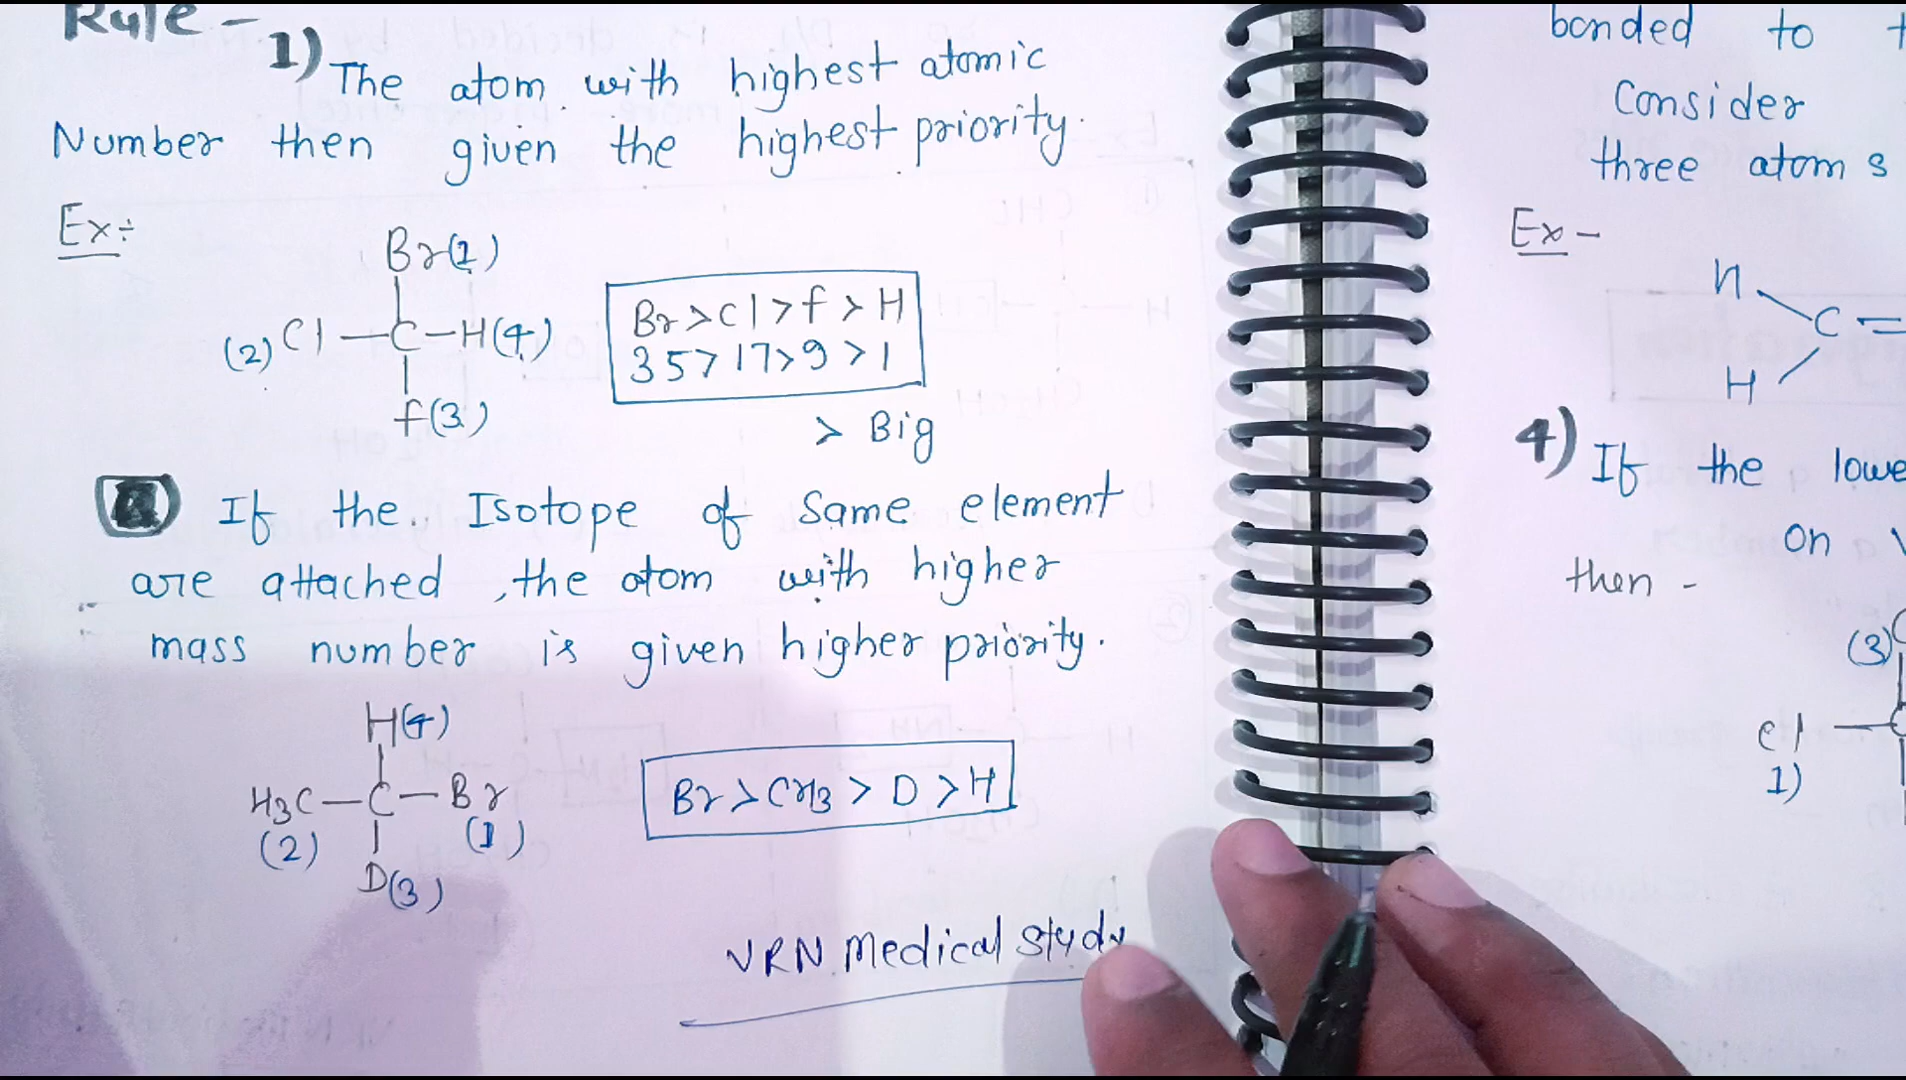 Rule -
1) The atom with highest atomic
Number then given the highest priority.
Ex÷
Br(1)
(2) Cl — C — H(4)
f(3)
Br > Cl > f > H
35 > 17 > 9 > 1
> Big
If the Isotope of Same element
are attached, the atom with higher
mass number is given higher priority.
H(4)
H3C — C — Br
(2) (1)
D(3)
Br > CH3 > D > H
VRN Medical Study
bonded to t
Consider
three atoms
Ex -
H
C =
H
4) If the lowe
on
then -
(3)
Cl — C
1)